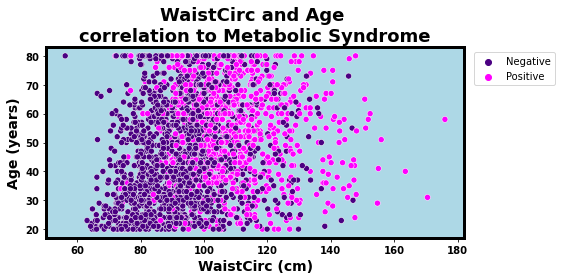 WaistCirc and Age
correlation to Metabolic Syndrome
Negative
Positive
80
70
60
50
40
30
20
Age (years)
60
80
100
120
140
160
180
WaistCirc (cm)